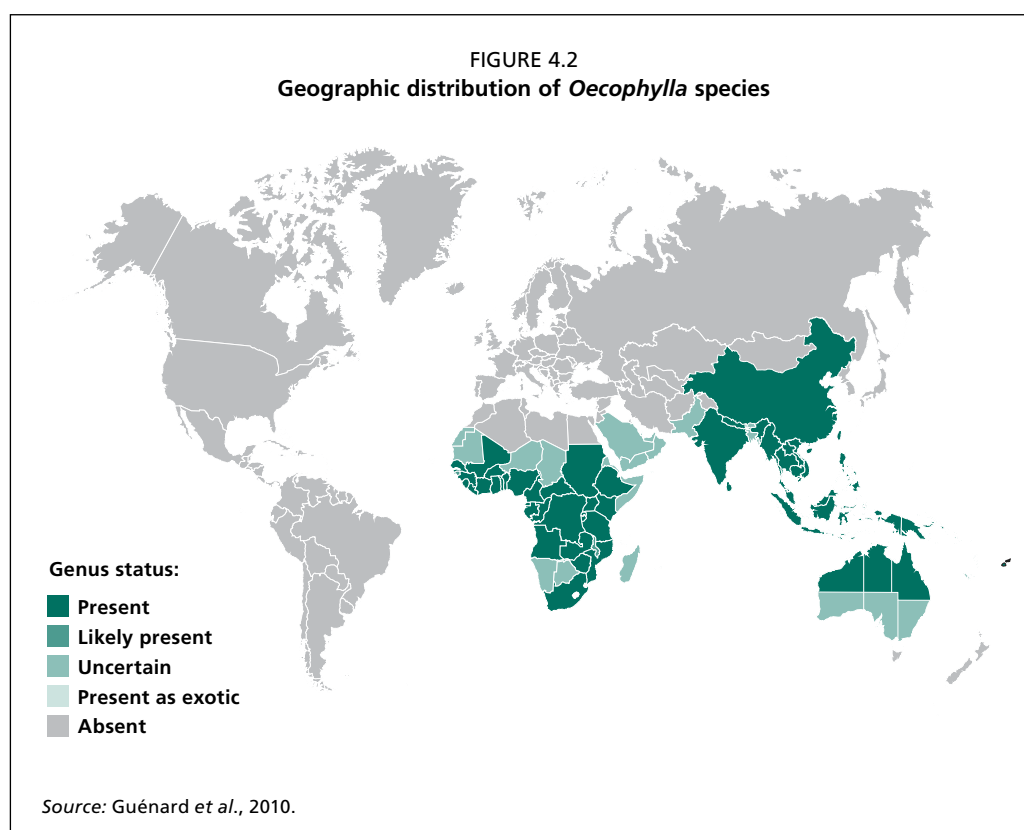 FIGURE 4.2
Geographic distribution of Oecophylla species
Genus status:
Present
Likely present
Uncertain
Present as exotic
Absent
Source: Guénard et al., 2010.